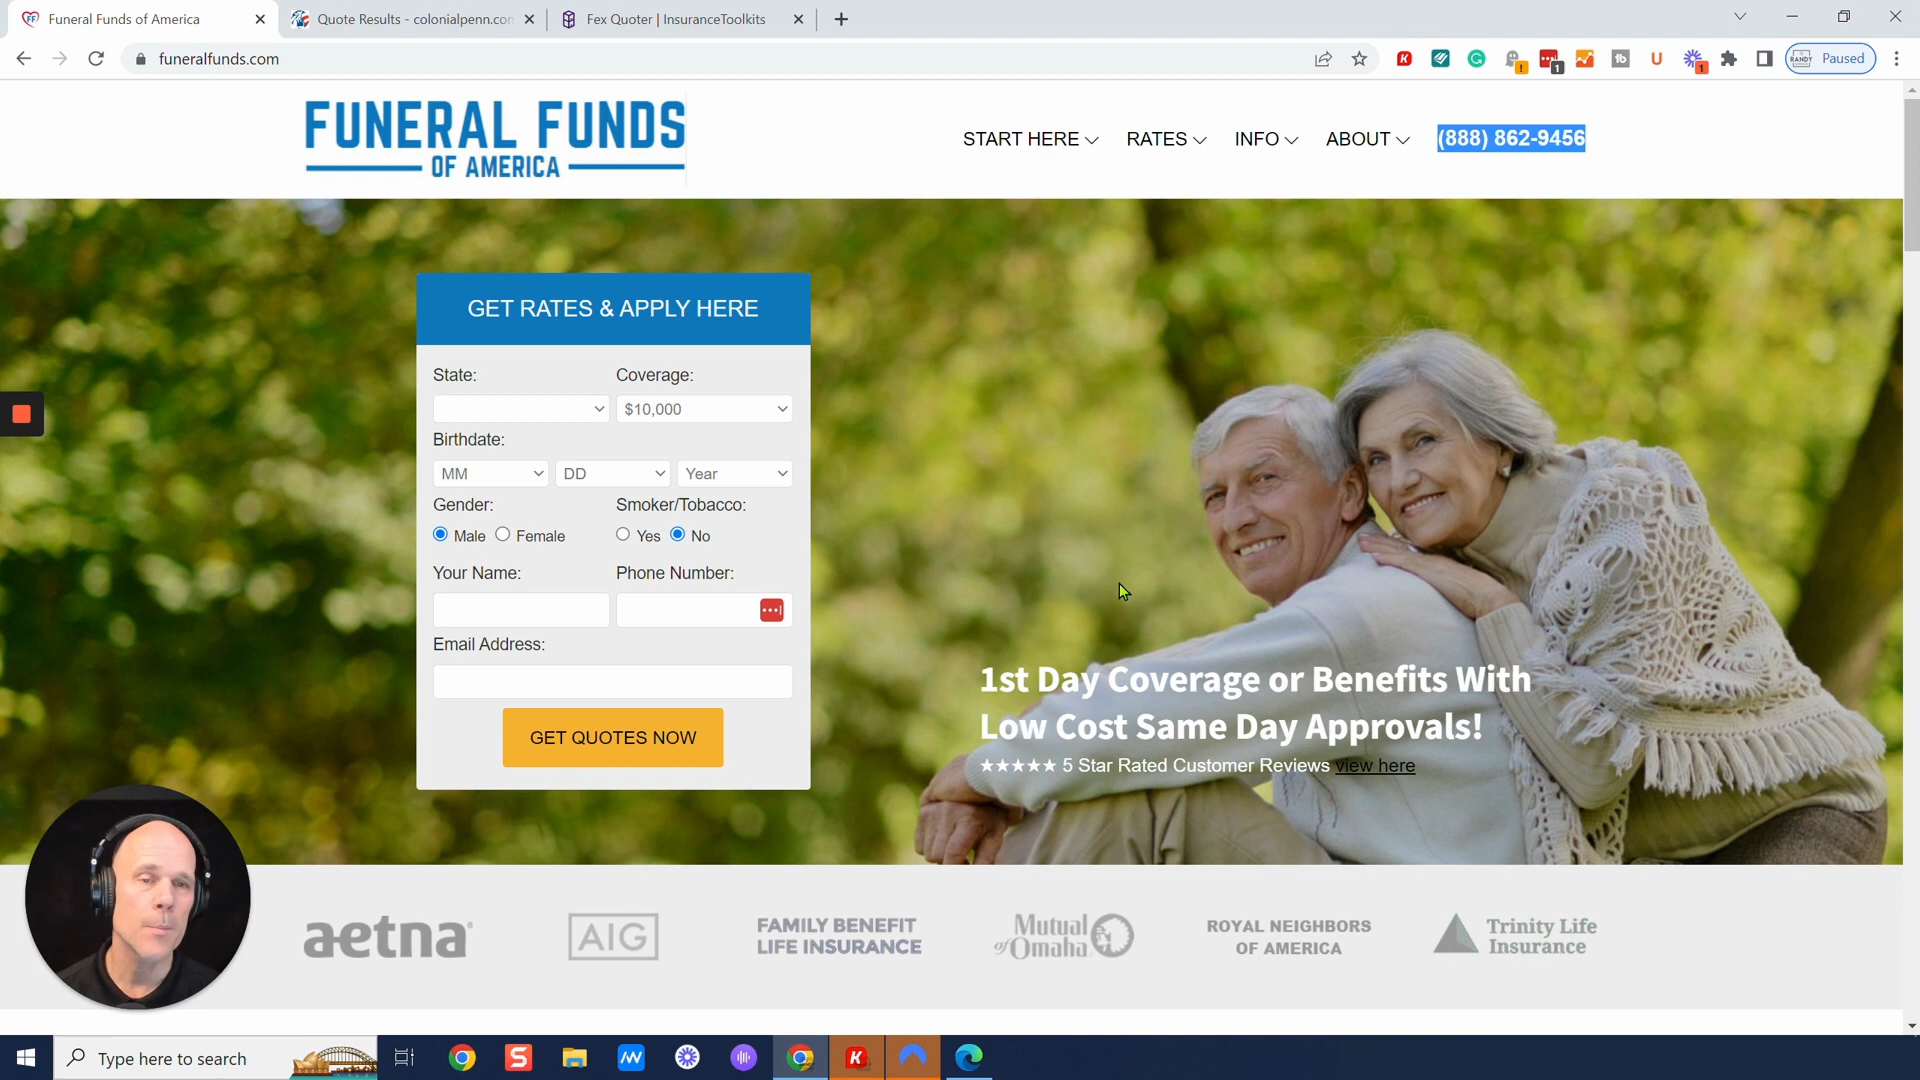 Funeral Funds of America
Quote Results - colonialpenn.con
Fex Quoter | InsuranceToolkits
funeralfunds.com
Paused
FUNERAL FUNDS
OF AMERICA
START HERE
RATES
INFO
ABOUT
(888) 862-9456
GET RATES & APPLY HERE
State:
Coverage:
$10,000
Birthdate:
MM
DD
Year
Gender:
Smoker/Tobacco:
Male
Female
Yes
No
Your Name:
Phone Number:
Email Address:
GET QUOTES NOW
1st Day Coverage or Benefits With
Low Cost Same Day Approvals!
★★★★★ 5 Star Rated Customer Reviews view here
aetna
AIG
FAMILY BENEFIT
LIFE INSURANCE
Mutual
of Omaha
ROYAL NEIGHBORS
OF AMERICA
Trinity Life
Insurance
Type here to search